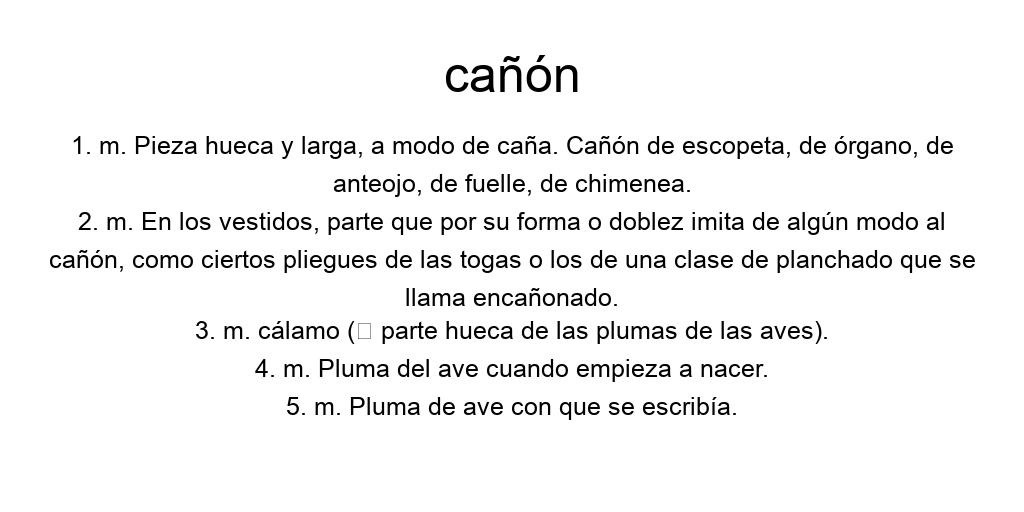 cañón
1. m. Pieza hueca y larga, a modo de caña. Cañón de escopeta, de órgano, de
anteojo, de fuelle, de chimenea.
2. m. En los vestidos, parte que por su forma o doblez imita de algún modo al
cañón, como ciertos pliegues de las togas o los de una clase de planchado que se
llama encañonado.
3. m. cálamo (▯ parte hueca de las plumas de las aves).
4. m. Pluma del ave cuando empieza a nacer.
5. m. Pluma de ave con que se escribía.